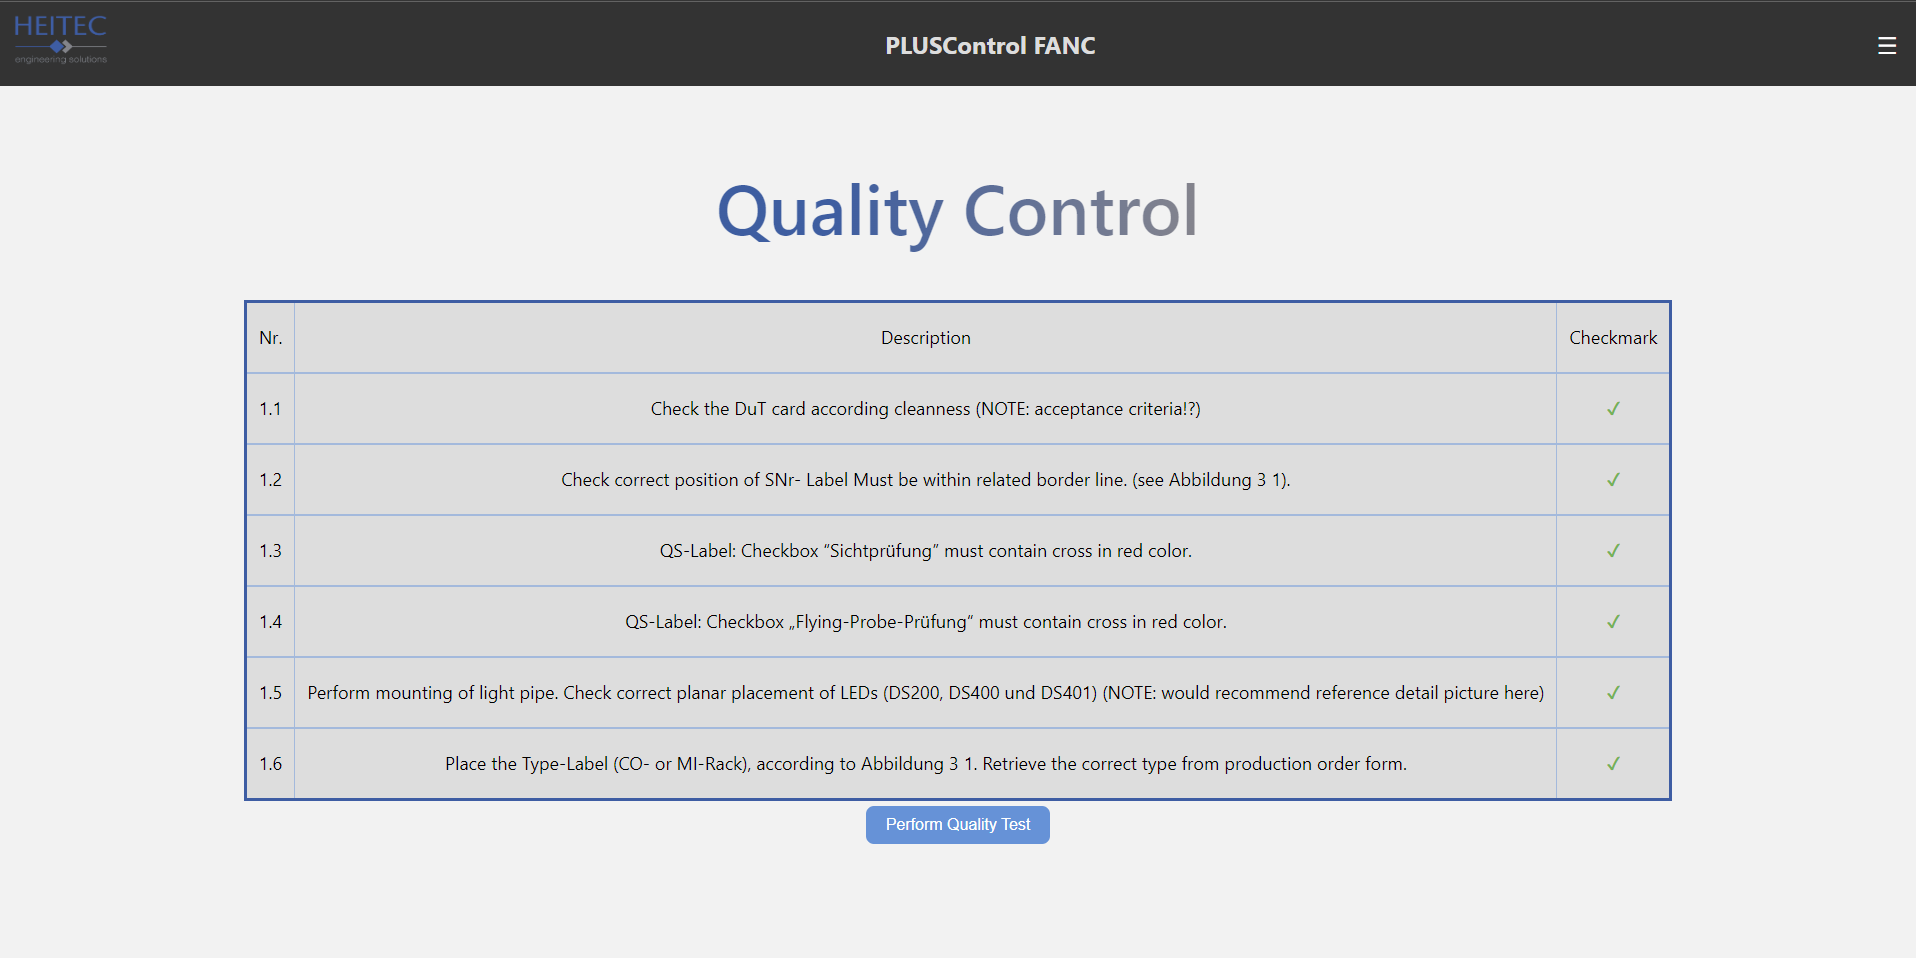 HEITEC
engineering solutions
PLUSControl FANC
☰
Quality Control
Nr. Description Checkmark
1.1 Check the DuT card according cleanness (NOTE: acceptance criteria!?) ✓
1.2 Check correct position of SNr- Label Must be within related border line. (see Abbildung 3 1). ✓
1.3 QS-Label: Checkbox “Sichtprüfung” must contain cross in red color. ✓
1.4 QS-Label: Checkbox „Flying-Probe-Prüfung“ must contain cross in red color. ✓
1.5 Perform mounting of light pipe. Check correct planar placement of LEDs (DS200, DS400 und DS401) (NOTE: would recommend reference detail picture here) ✓
1.6 Place the Type-Label (CO- or MI-Rack), according to Abbildung 3 1. Retrieve the correct type from production order form. ✓
Perform Quality Test